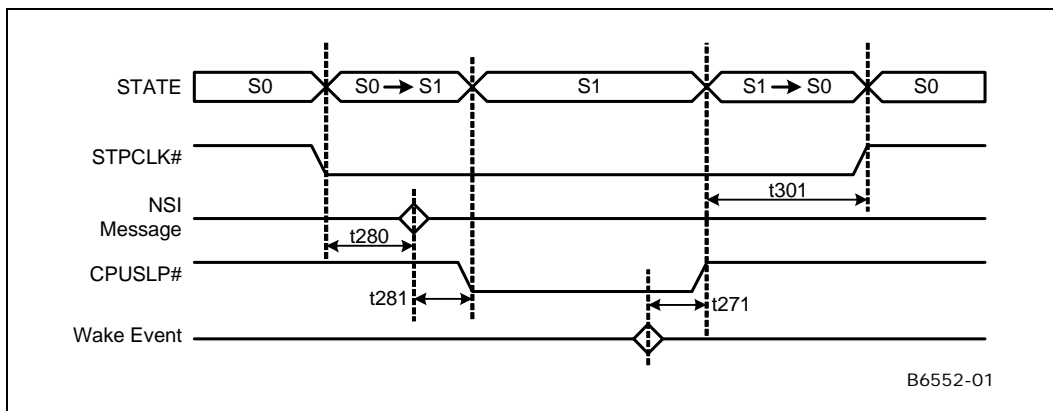 STATE S0 S0 → S1 S1 S1 → S0 S0
STPCLK#
t301
NSI
Message
t280
CPUSLP#
t281 t271
Wake Event
B6552-01